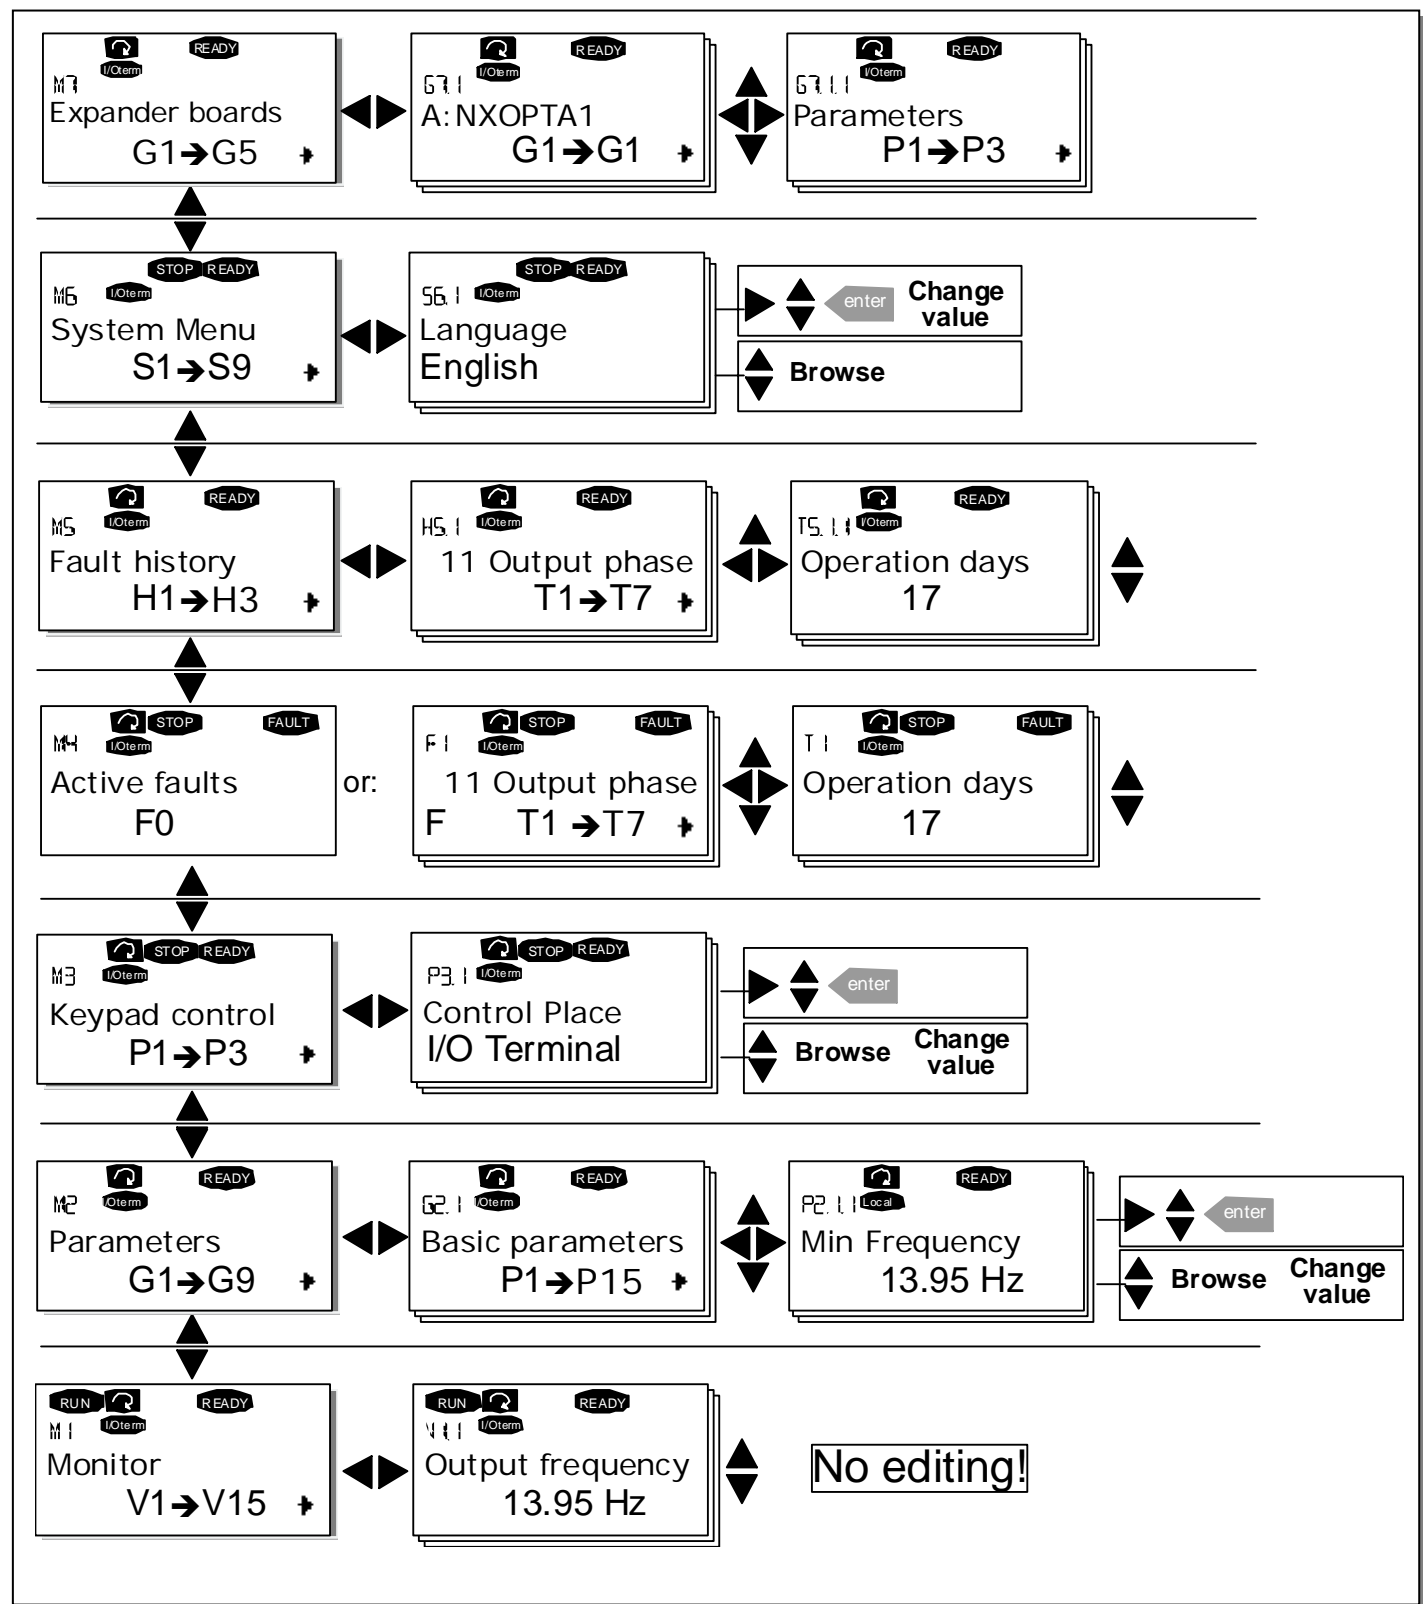 READY
I/Oterm
M7
Expander boards
G1➔G5
READY
I/Oterm
G7.1
A:NXOPTA1
G1➔G1
READY
I/Oterm
G7.1.1
Parameters
P1➔P3
STOP READY
I/Oterm
M6
System Menu
S1➔S9
STOP READY
I/Oterm
S6.1
Language
English
enter
Change
value
Browse
READY
I/Oterm
M5
Fault history
H1➔H3
READY
I/Oterm
H5.1
11 Output phase
T1➔T7
READY
I/Oterm
T5.1.1
Operation days
17
STOP FAULT
I/Oterm
M4
Active faults
F0
or:
STOP FAULT
I/Oterm
F1
11 Output phase
F T1➔T7
STOP FAULT
I/Oterm
T1
Operation days
17
STOP READY
I/Oterm
M3
Keypad control
P1➔P3
STOP READY
I/Oterm
P3.1
Control Place
I/O Terminal
enter
Browse
Change
value
READY
I/Oterm
M2
Parameters
G1➔G9
READY
I/Oterm
G2.1
Basic parameters
P1➔P15
READY
Local
P2.1.1
Min Frequency
13.95 Hz
enter
Browse
Change
value
RUN READY
I/Oterm
M1
Monitor
V1➔V15
RUN READY
I/Oterm
V1.1
Output frequency
13.95 Hz
No editing!